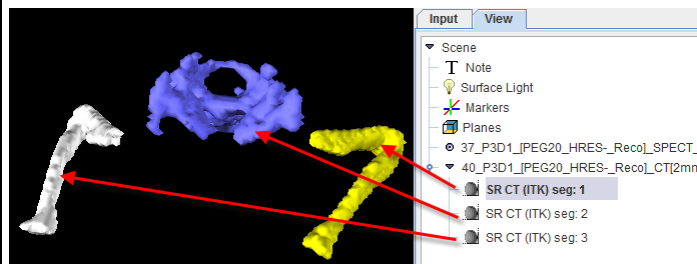 Input View
Scene
Note
Surface Light
Markers
Planes
37_P3D1_[PEG20_HRES-_Reco]_SPECT_
40_P3D1_[PEG20_HRES-_Reco]_CT[2mm
SR CT (ITK) seg: 1
SR CT (ITK) seg: 2
SR CT (ITK) seg: 3